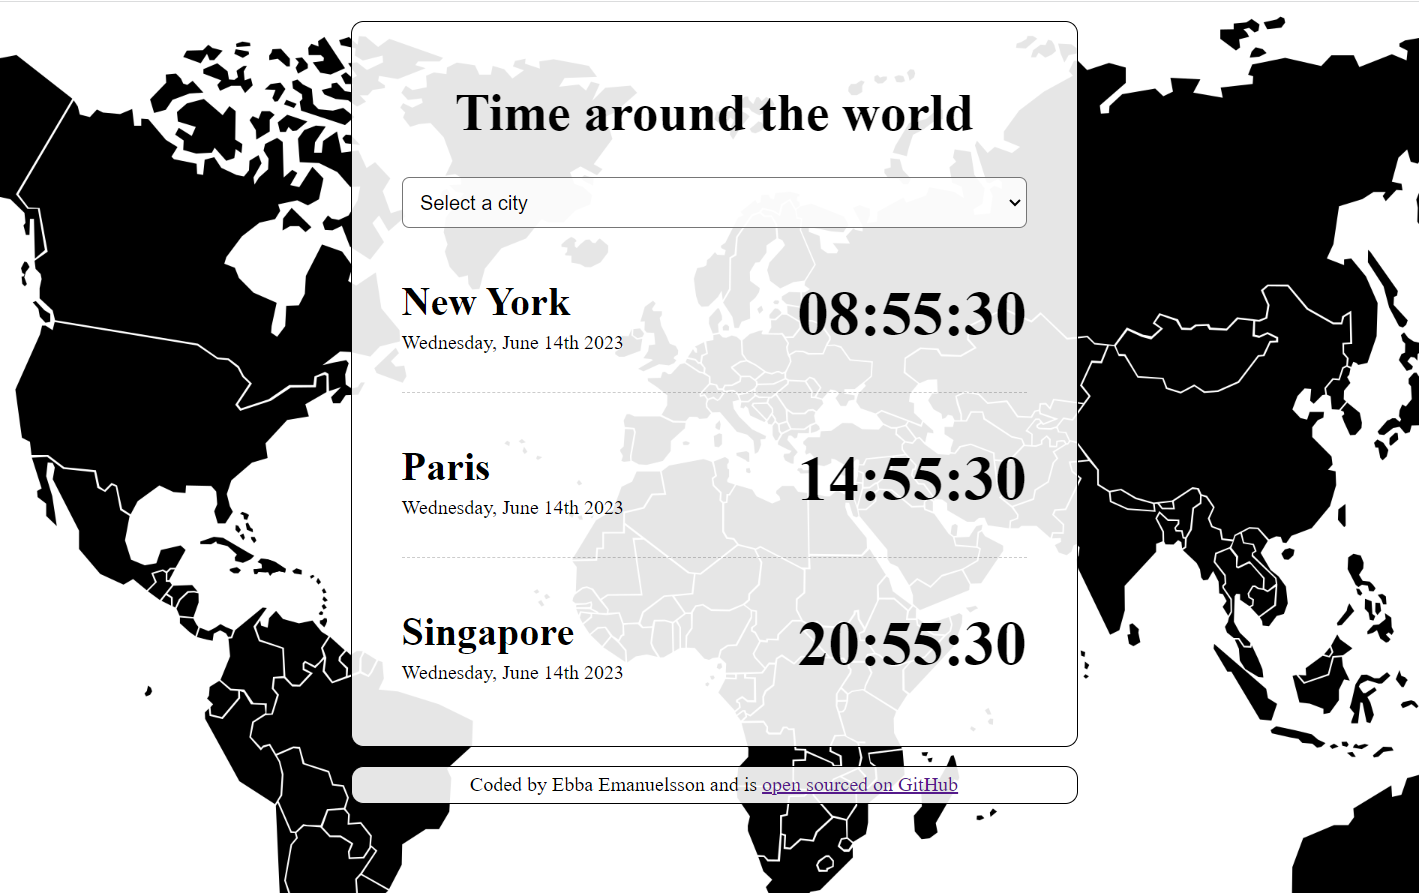 Time around the world
Select a city
New York
08:55:30
Wednesday, June 14th 2023
Paris
14:55:30
Wednesday, June 14th 2023
Singapore
20:55:30
Wednesday, June 14th 2023
Coded by Ebba Emanuelsson and is open sourced on GitHub